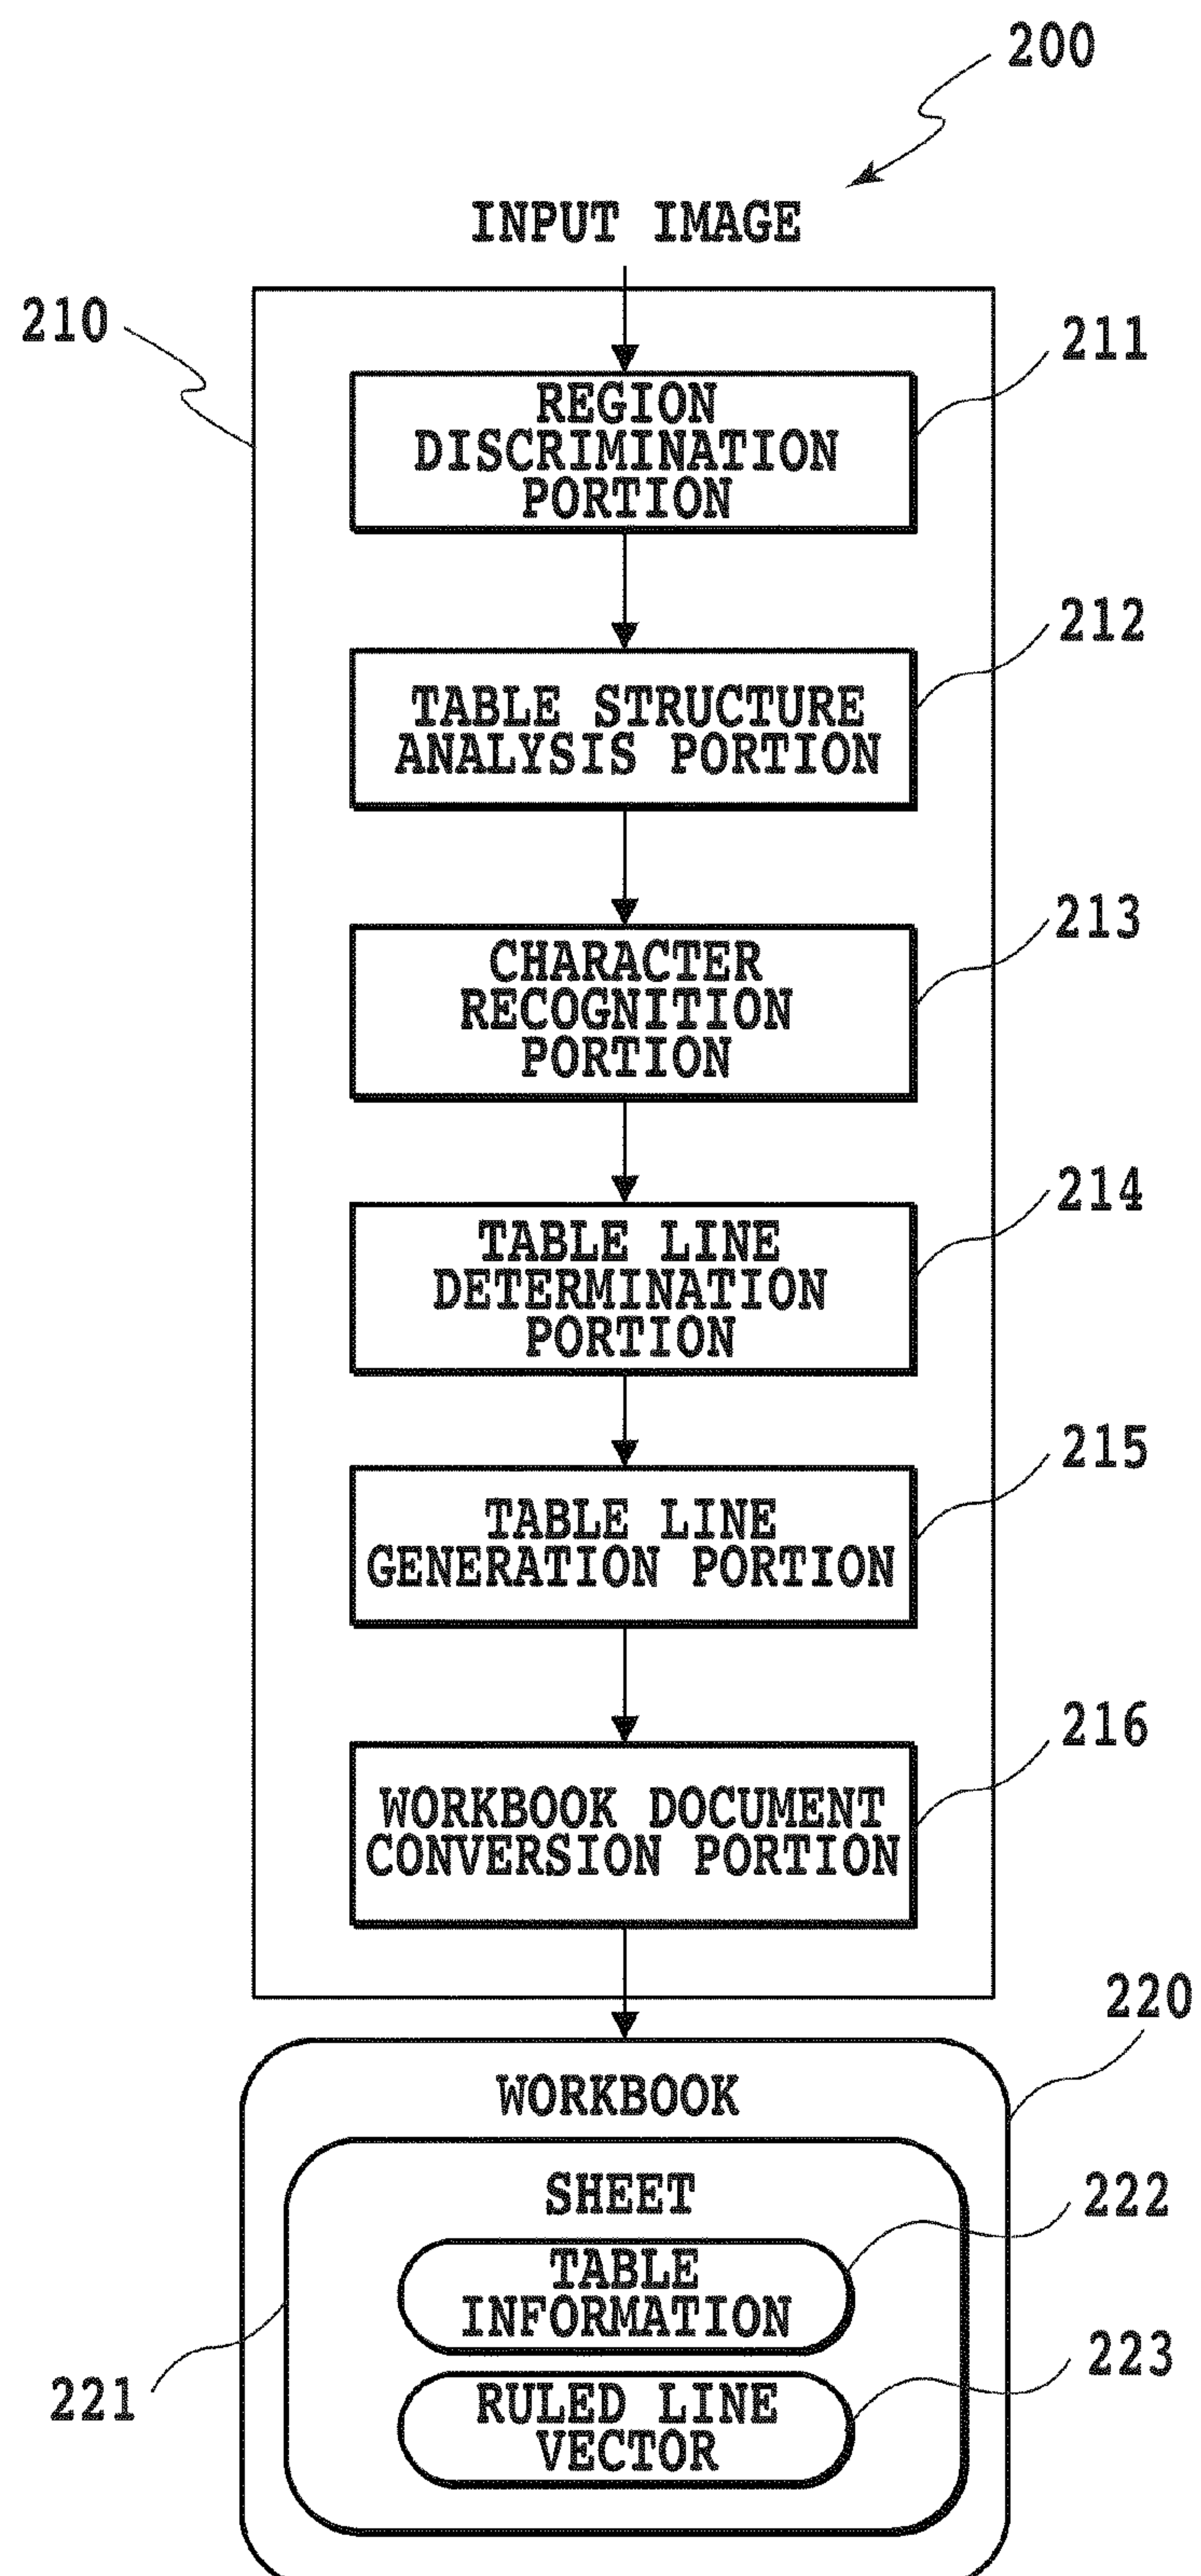 200
INPUT IMAGE
210
211
REGION
DISCRIMINATION
PORTION
212
TABLE STRUCTURE
ANALYSIS PORTION
213
CHARACTER
RECOGNITION
PORTION
214
TABLE LINE
DETERMINATION
PORTION
215
TABLE LINE
GENERATION PORTION
216
WORKBOOK DOCUMENT
CONVERSION PORTION
220
WORKBOOK
SHEET
222
TABLE
INFORMATION
223
221
RULED LINE
VECTOR